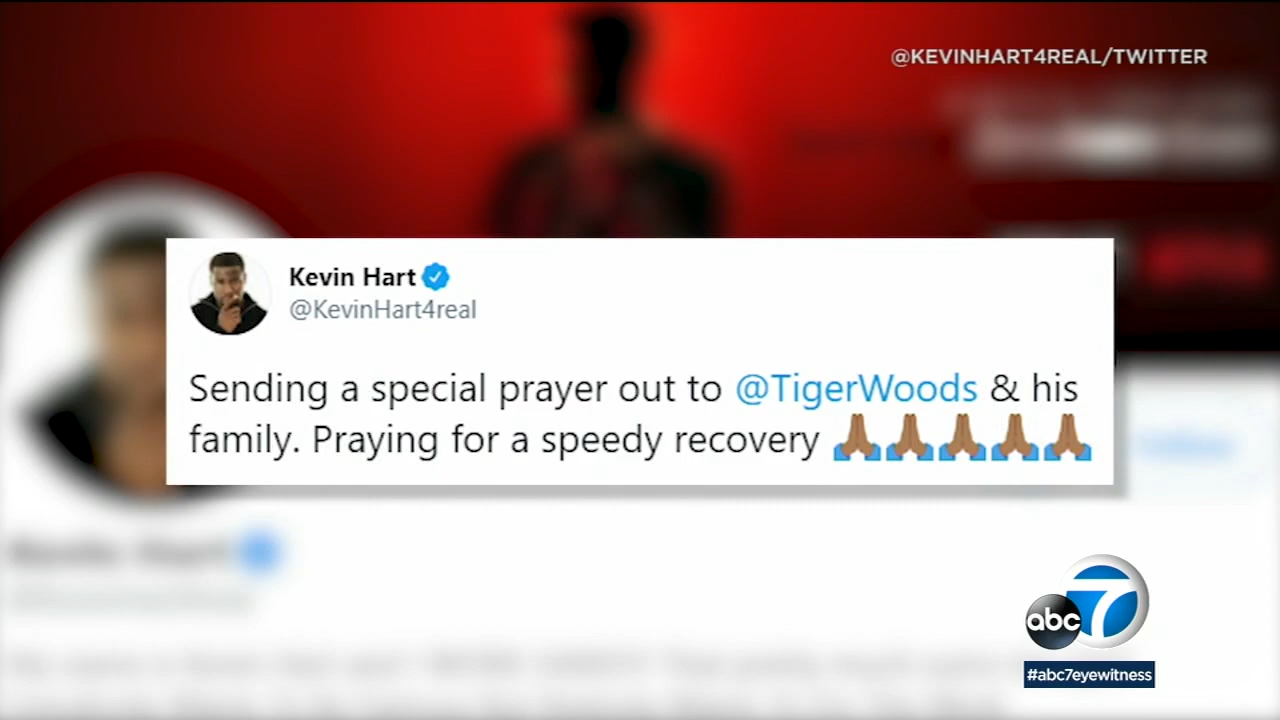 @KEVINHART4REAL/TWITTER
Kevin Hart
@KevinHart4real
Sending a special prayer out to @TigerWoods & his
family. Praying for a speedy recovery 🙏🏽🙏🏽🙏🏽🙏🏽🙏🏽
abc 7
#abc7eyewitness